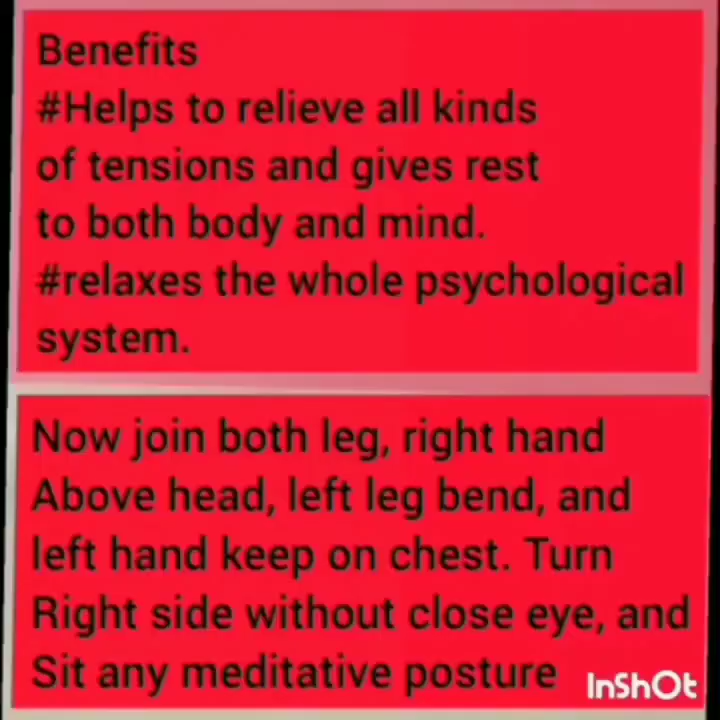 Benefits
#Helps to relieve all kinds
of tensions and gives rest
to both body and mind.
#relaxes the whole psychological
system.
Now join both leg, right hand
Above head, left leg bend, and
left hand keep on chest. Turn
Right side without close eye, and
Sit any meditative posture
InShOt